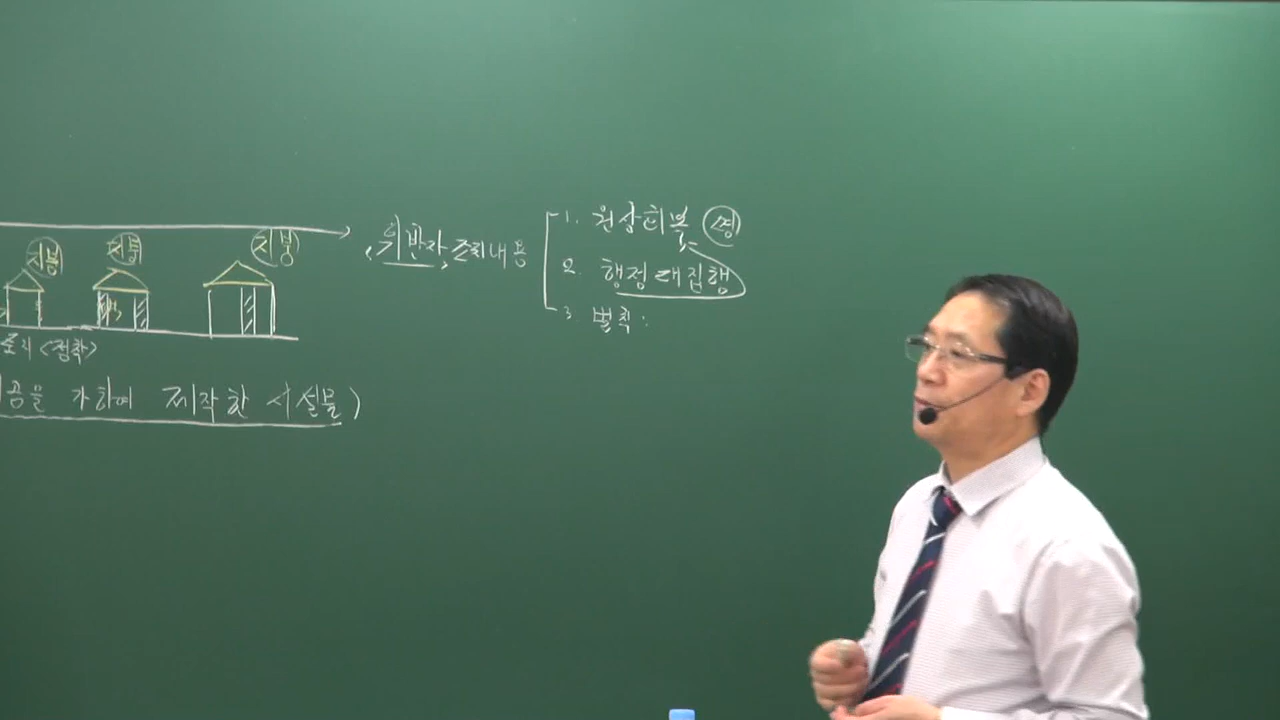 지붕 지붕 지붕
위반자 조치내용
1. 원상회복 명
2. 행정대집행
3. 벌칙:
토지 <정착>
공을 가하여 제작한 시설물)